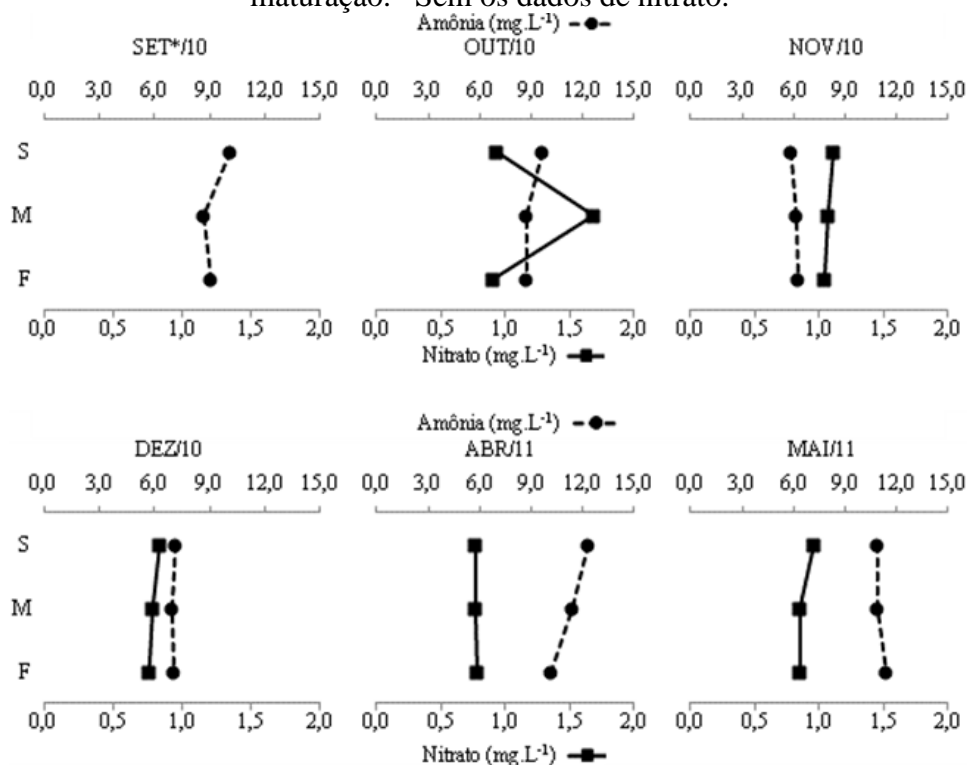 maturação. Sem os dados de nitrato.
Amônia (mg.L-1)
SET*/10 OUT/10 NOV/10
0,0 3,0 6,0 9,0 12,0 15,0 0,0 3,0 6,0 9,0 12,0 15,0 0,0 3,0 6,0 9,0 12,0 15,0
S
M
F
0,0 0,5 1,0 1,5 2,0 0,0 0,5 1,0 1,5 2,0 0,0 0,5 1,0 1,5 2,0
Nitrato (mg.L-1)
Amônia (mg.L-1)
DEZ/10 ABR/11 MAI/11
0,0 3,0 6,0 9,0 12,0 15,0 0,0 3,0 6,0 9,0 12,0 15,0 0,0 3,0 6,0 9,0 12,0 15,0
S
M
F
0,0 0,5 1,0 1,5 2,0 0,0 0,5 1,0 1,5 2,0 0,0 0,5 1,0 1,5 2,0
Nitrato (mg.L-1)